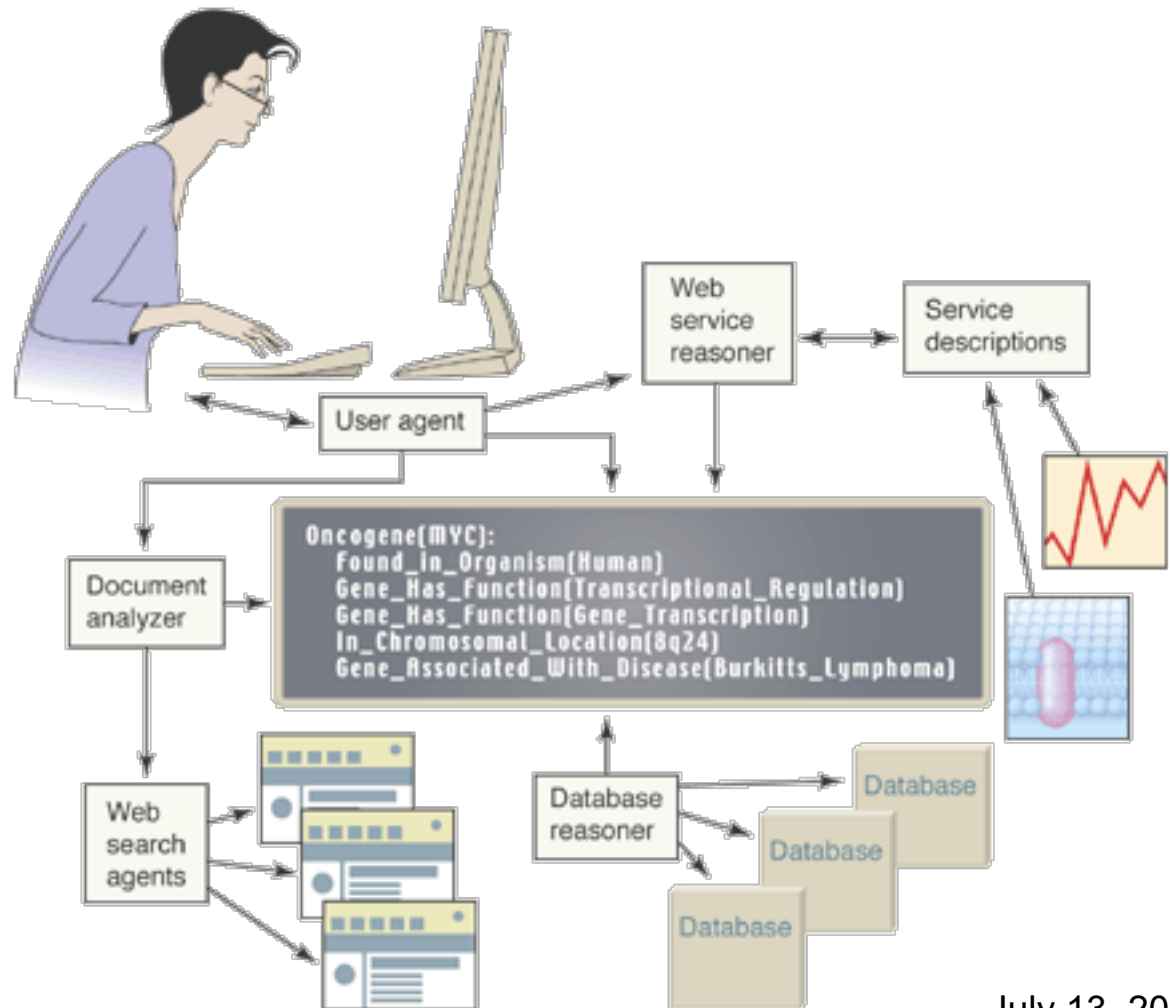 Web
service
reasoner
Service
descriptions
User agent
Oncogene(MYC):
Found_in_Organism(Human)
Gene_Has_Function(Transcriptional_Regulation)
Gene_Has_Function(Gene_Transcription)
In_Chromosomal_Location(8q24)
Gene_Associated_With_Disease(Burkitts_Lymphoma)
Document
analyzer
Web
search
agents
Database
reasoner
Database
Database
Database
July 13, 20